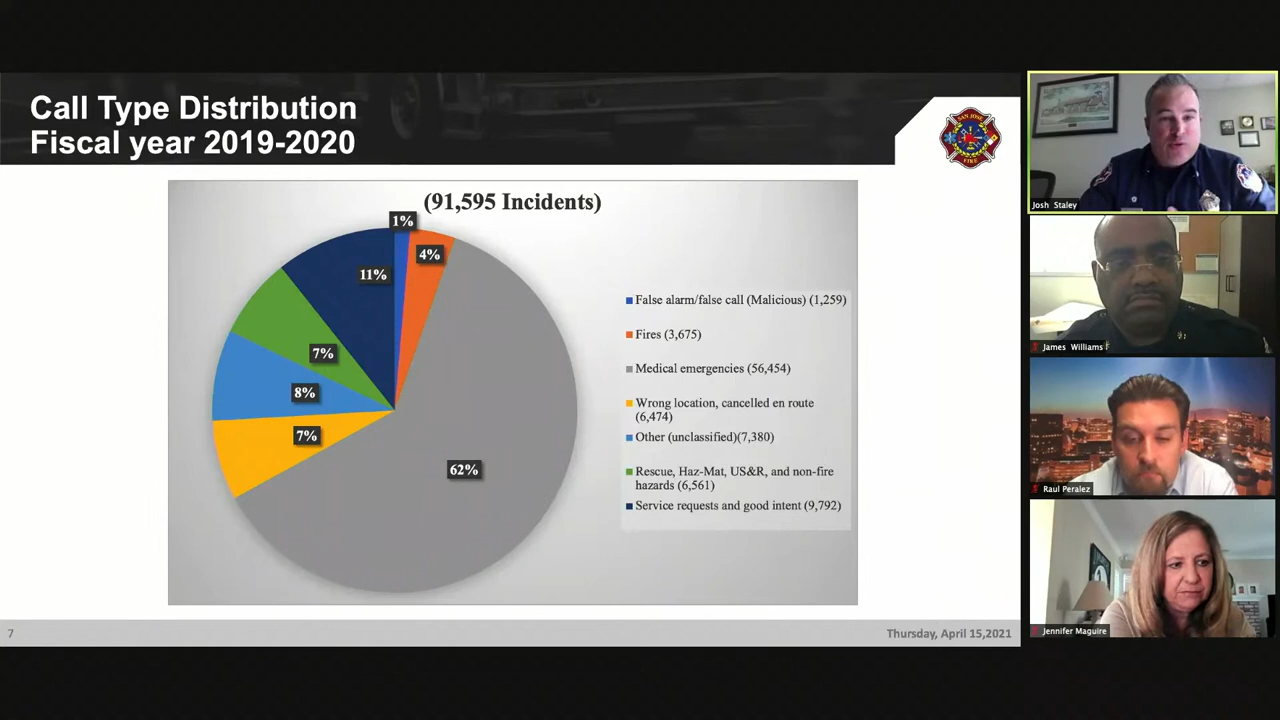 Call Type Distribution
Fiscal year 2019-2020
SAN JOSE
FIRE
(91,595 Incidents)
1%
4%
11%
7%
8%
7%
62%
False alarm/false call (Malicious) (1,259)
Fires (3,675)
Medical emergencies (56,454)
Wrong location, cancelled en route
(6,474)
Other (unclassified)(7,380)
Rescue, Haz-Mat, US&R, and non-fire
hazards (6,561)
Service requests and good intent (9,792)
7
Thursday, April 15,2021
Josh Staley
James Williams
Raul Peralez
Jennifer Maguire